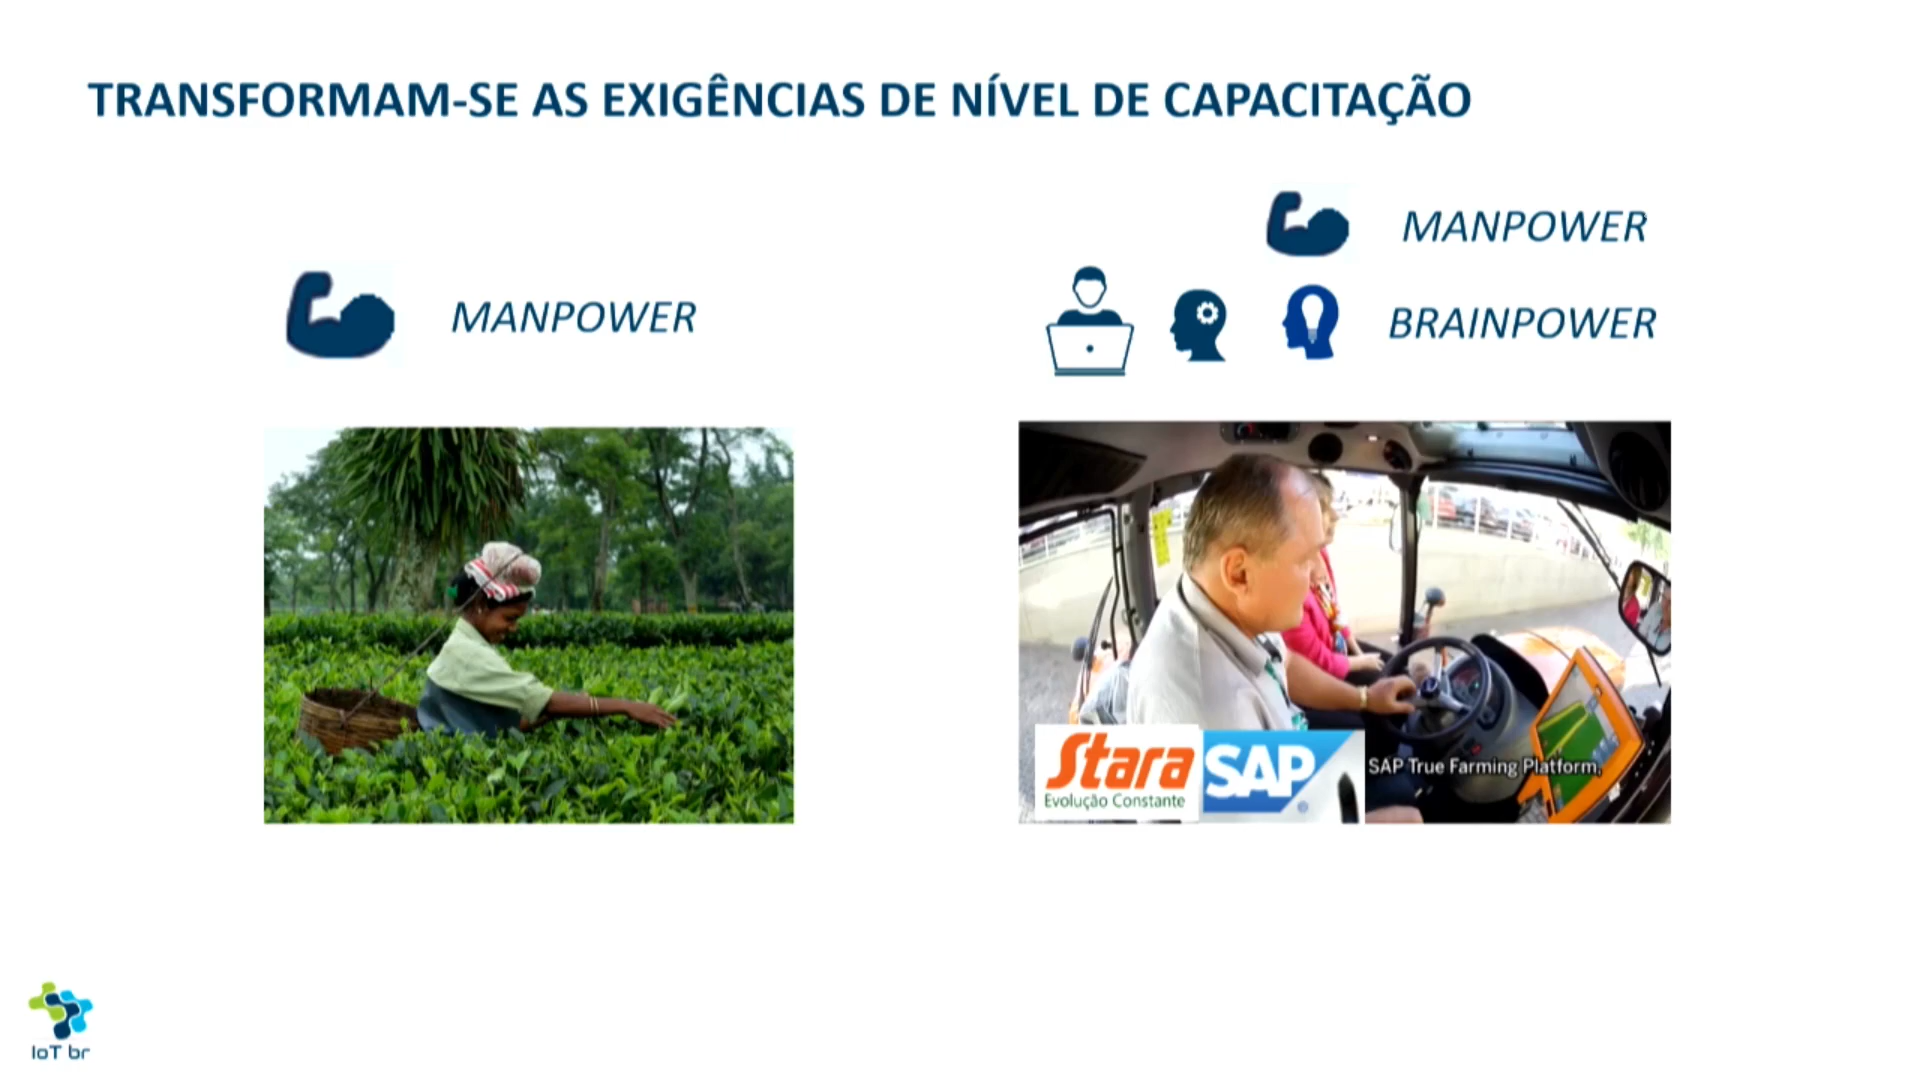 TRANSFORMAM-SE AS EXIGÊNCIAS DE NÍVEL DE CAPACITAÇÃO
MANPOWER
MANPOWER
BRAINPOWER
Stara
Evolução Constante
SAP
SAP True Farming Platform,
IoT br